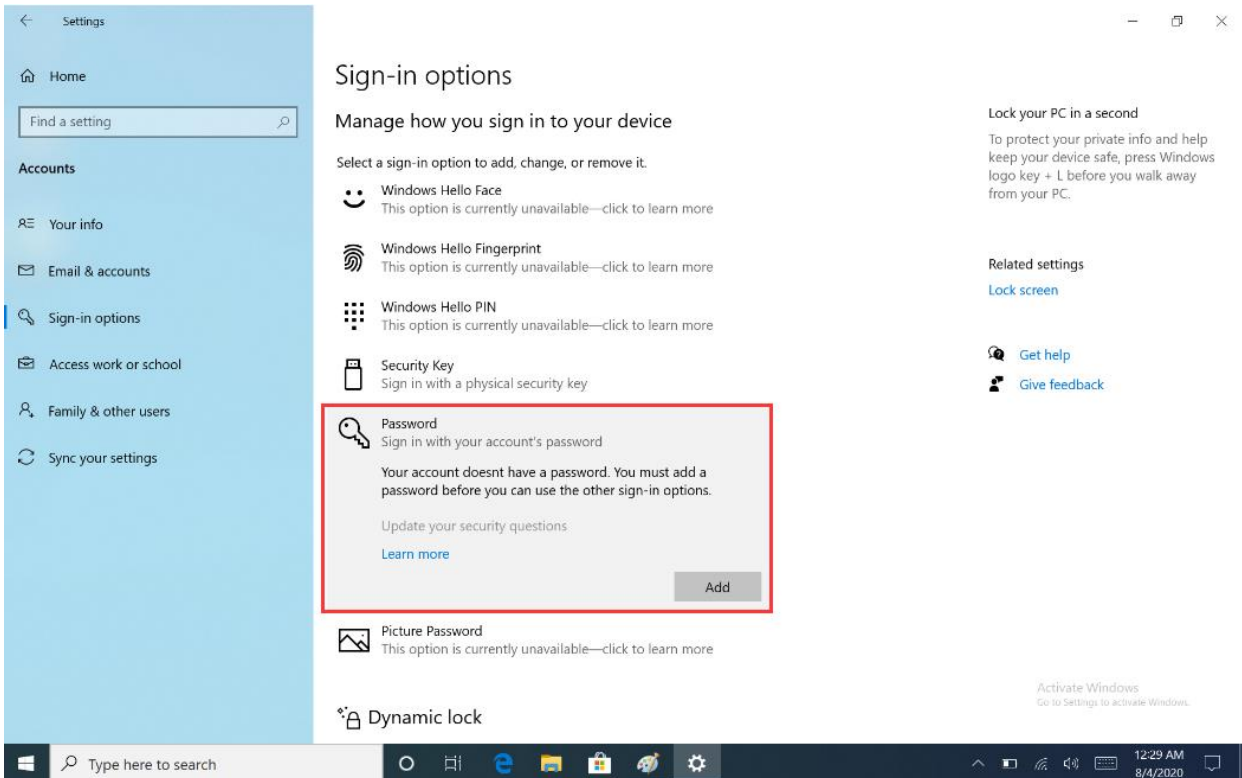 Settings
Home
Find a setting
Accounts
Your info
Email & accounts
Sign-in options
Access work or school
Family & other users
Sync your settings
Sign-in options
Manage how you sign in to your device
Select a sign-in option to add, change, or remove it.
Windows Hello Face
This option is currently unavailable—click to learn more
Windows Hello Fingerprint
This option is currently unavailable—click to learn more
Windows Hello PIN
This option is currently unavailable—click to learn more
Security Key
Sign in with a physical security key
Password
Sign in with your account's password
Your account doesnt have a password. You must add a
password before you can use the other sign-in options.
Update your security questions
Learn more
Add
Picture Password
This option is currently unavailable—click to learn more
Dynamic lock
Lock your PC in a second
To protect your private info and help
keep your device safe, press Windows
logo key + L before you walk away
from your PC.
Related settings
Lock screen
Get help
Give feedback
Activate Windows
Go to Settings to activate Windows.
Type here to search
12:29 AM
8/4/2020